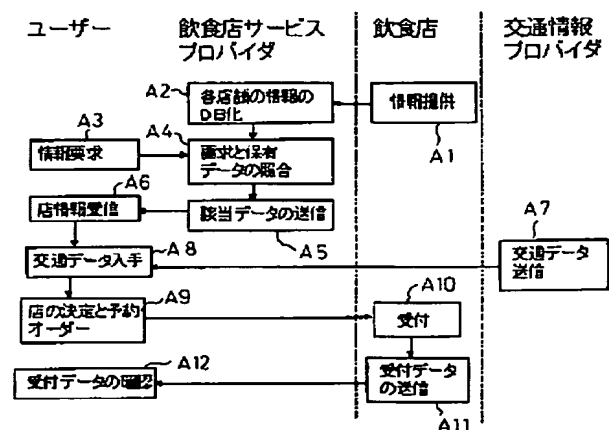 ユーザー
飲食店サービス
プロバイダ
飲食店
交通情報
プロバイダ
A2
各店舗の情報の
DB化
情報提供
A1
A3
情報要求
A4
要求と保有
データの照合
A6
店情報受信
該当データの送信
A5
A7
交通データ
送信
交通データ入手
A8
A9
店の決定と予約・
オーダー
A10
受付
A12
受付データの確認
受付データ
の送信
A11